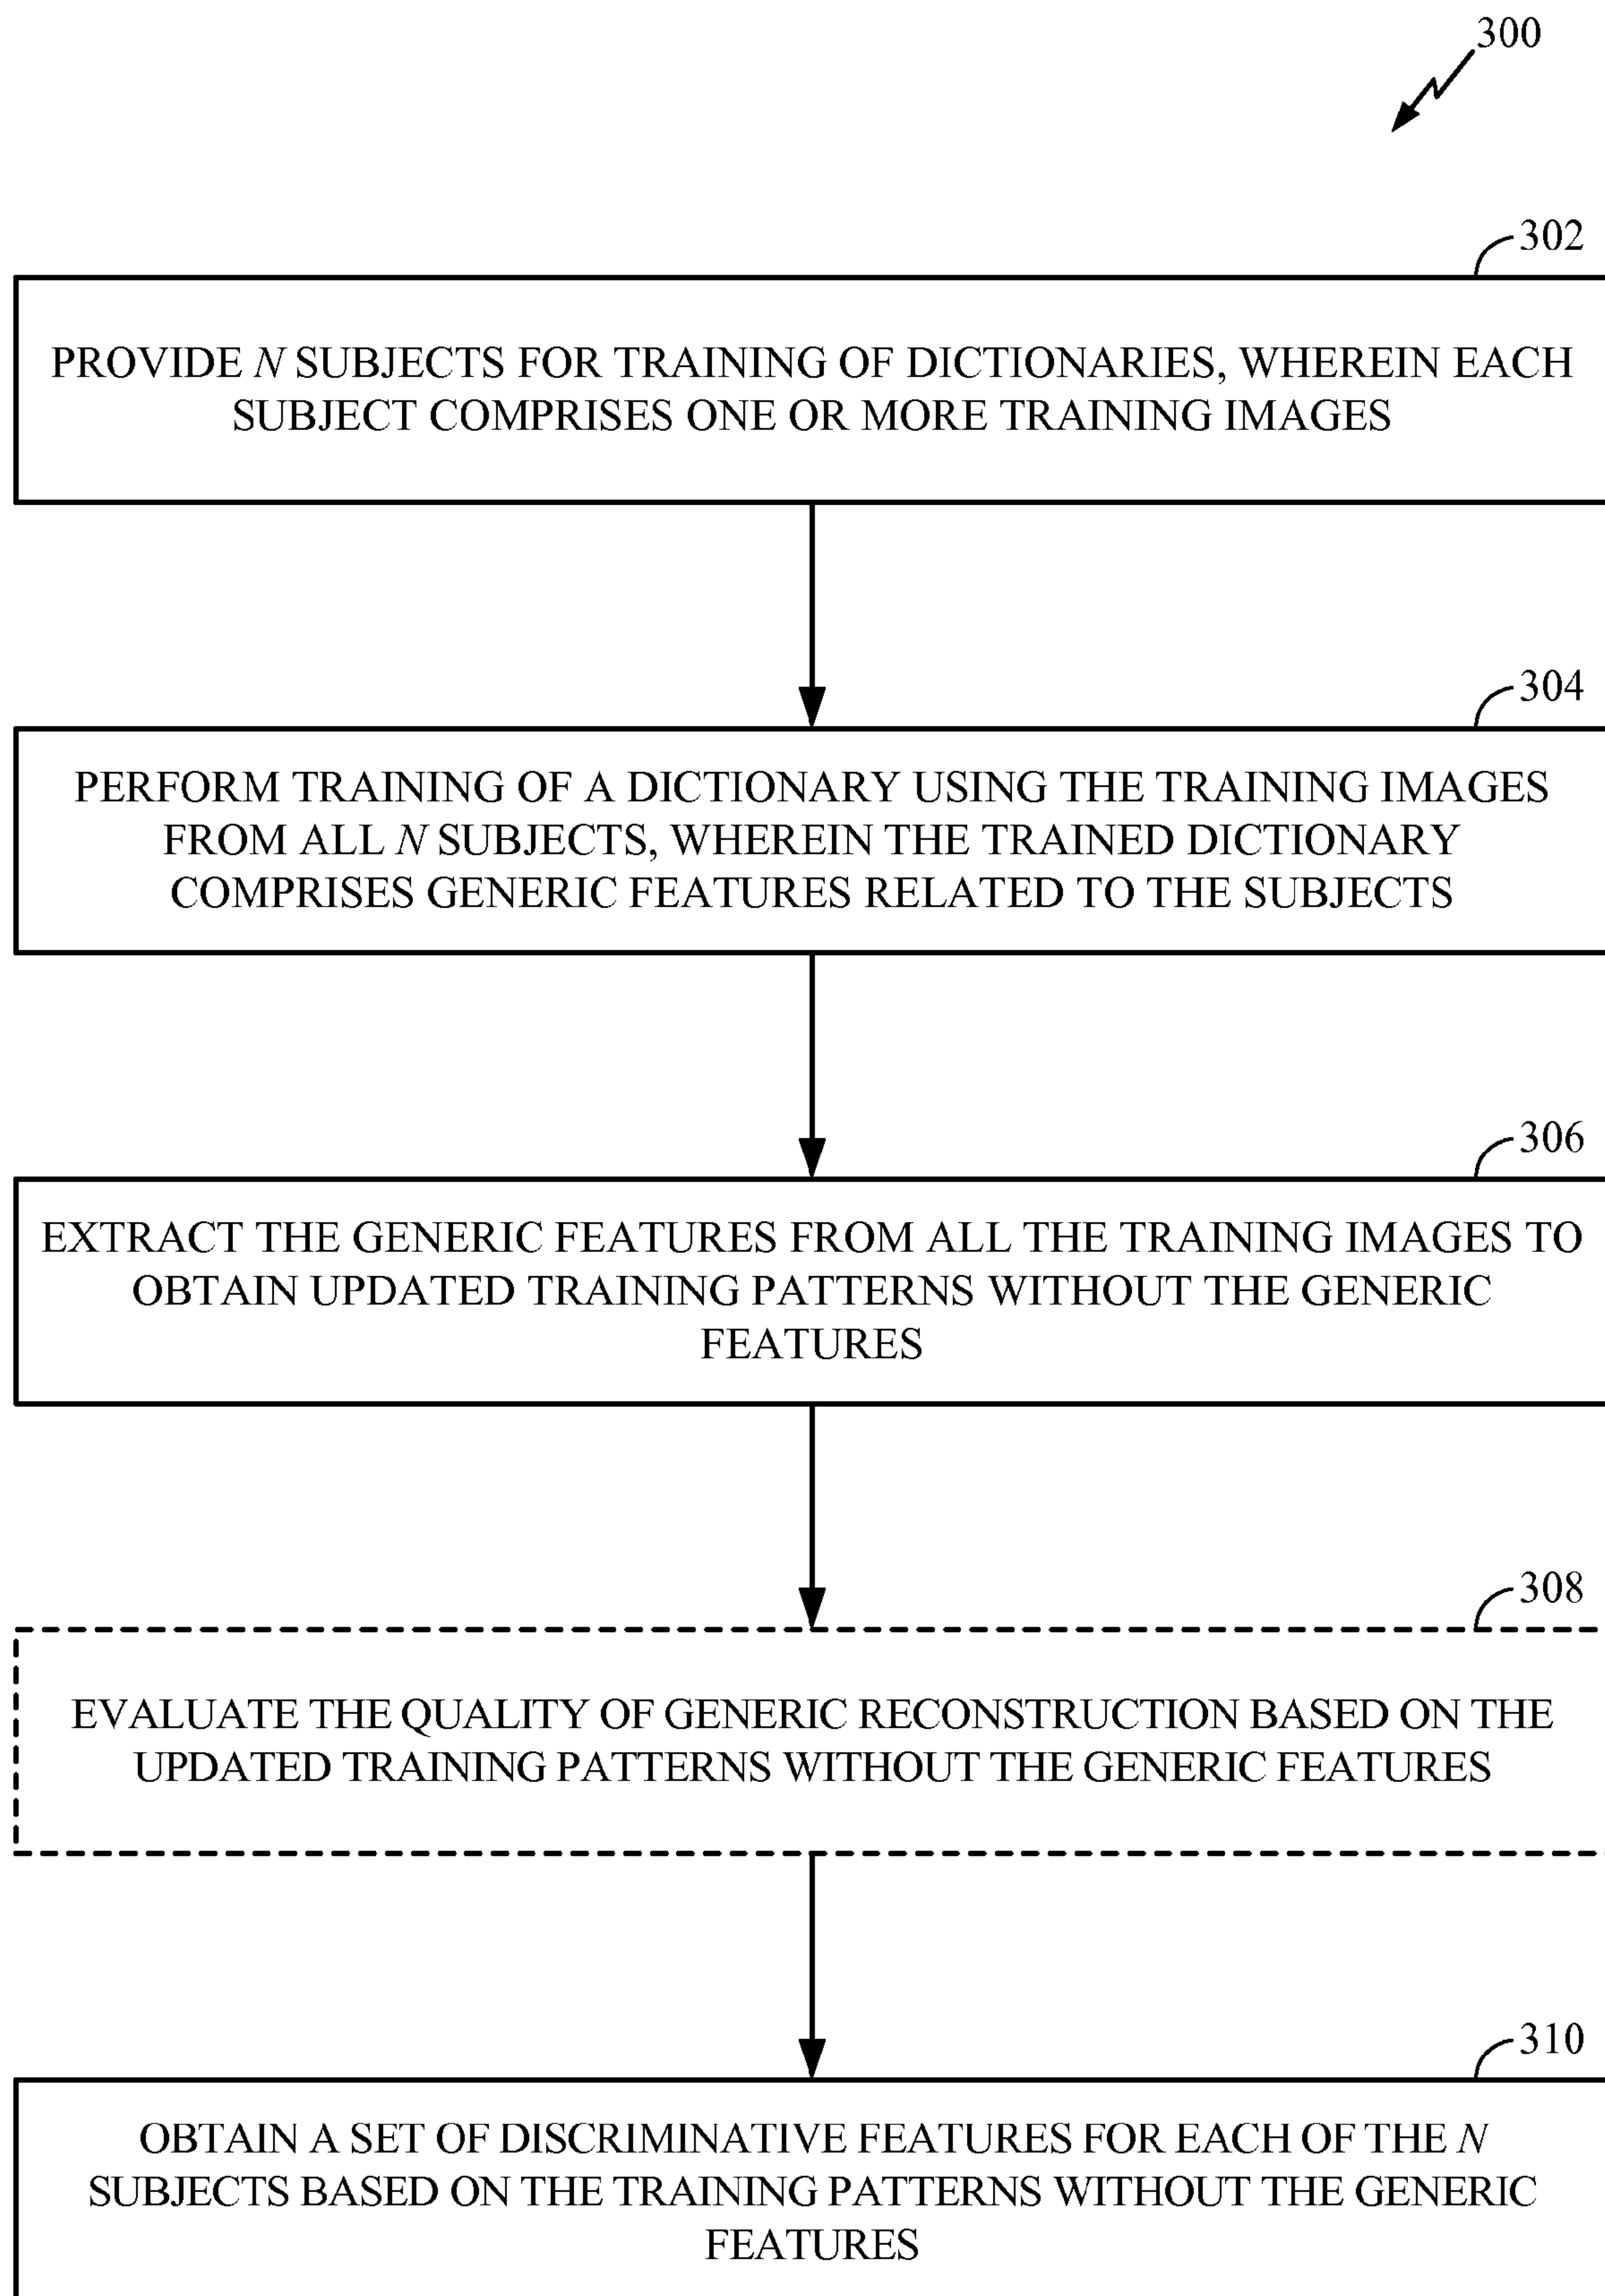 300
302
PROVIDE N SUBJECTS FOR TRAINING OF DICTIONARIES, WHEREIN EACH
SUBJECT COMPRISES ONE OR MORE TRAINING IMAGES
304
PERFORM TRAINING OF A DICTIONARY USING THE TRAINING IMAGES
FROM ALL N SUBJECTS, WHEREIN THE TRAINED DICTIONARY
COMPRISES GENERIC FEATURES RELATED TO THE SUBJECTS
306
EXTRACT THE GENERIC FEATURES FROM ALL THE TRAINING IMAGES TO
OBTAIN UPDATED TRAINING PATTERNS WITHOUT THE GENERIC
FEATURES
308
EVALUATE THE QUALITY OF GENERIC RECONSTRUCTION BASED ON THE
UPDATED TRAINING PATTERNS WITHOUT THE GENERIC FEATURES
310
OBTAIN A SET OF DISCRIMINATIVE FEATURES FOR EACH OF THE N
SUBJECTS BASED ON THE TRAINING PATTERNS WITHOUT THE GENERIC
FEATURES